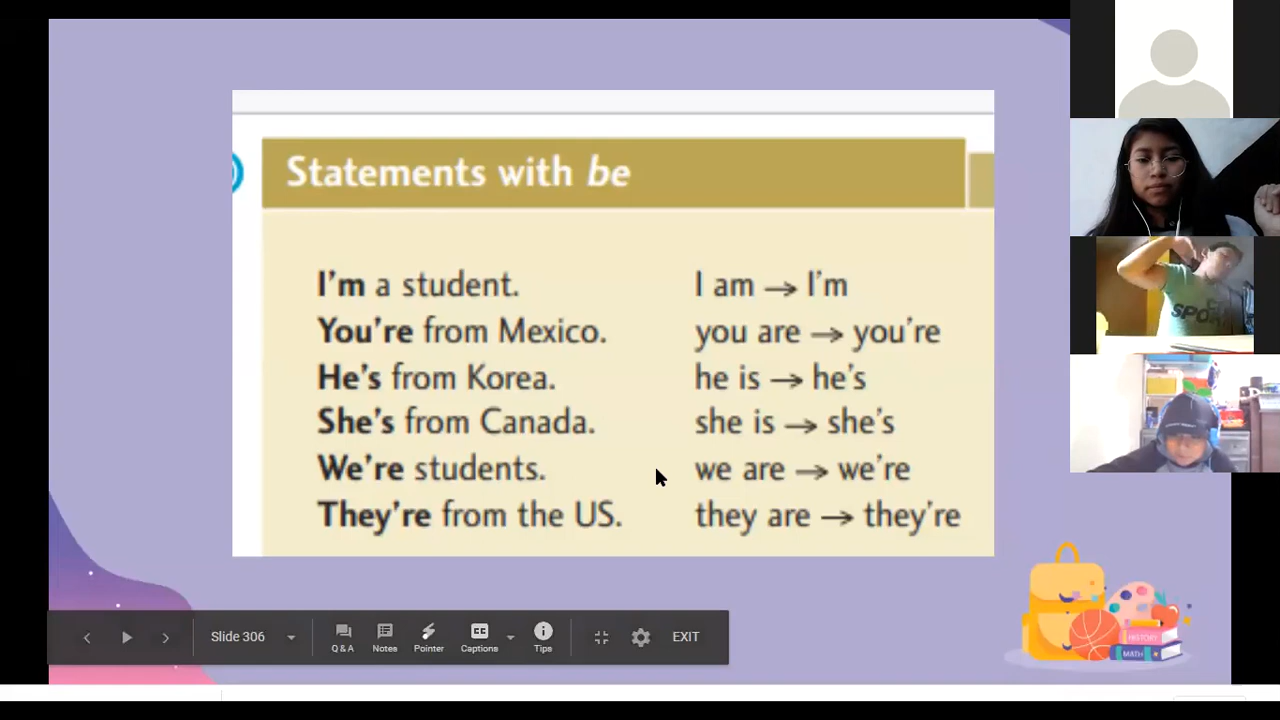 Statements with be
I'm a student. I am → I'm
You're from Mexico. you are → you're
He's from Korea. he is → he's
She's from Canada. she is → she's
We're students. we are → we're
They're from the US. they are → they're
SPO
HISTORY
MATH
Slide 306
Q & A Notes Pointer Captions Tips EXIT
CC